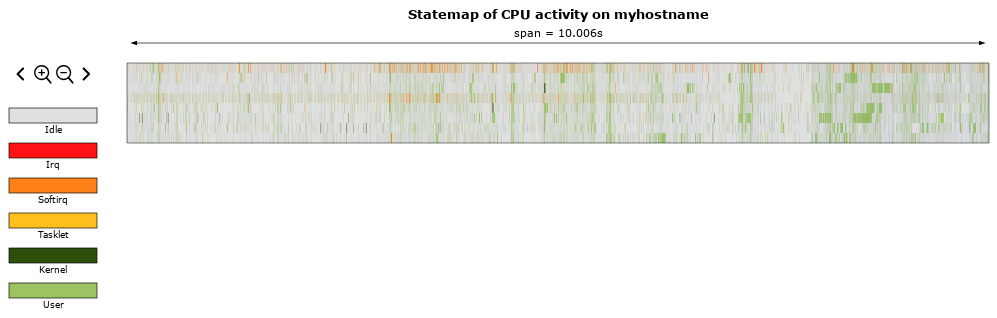 Statemap of CPU activity on myhostname
span = 10.006s
Idle
Irq
Softirq
Tasklet
Kernel
User